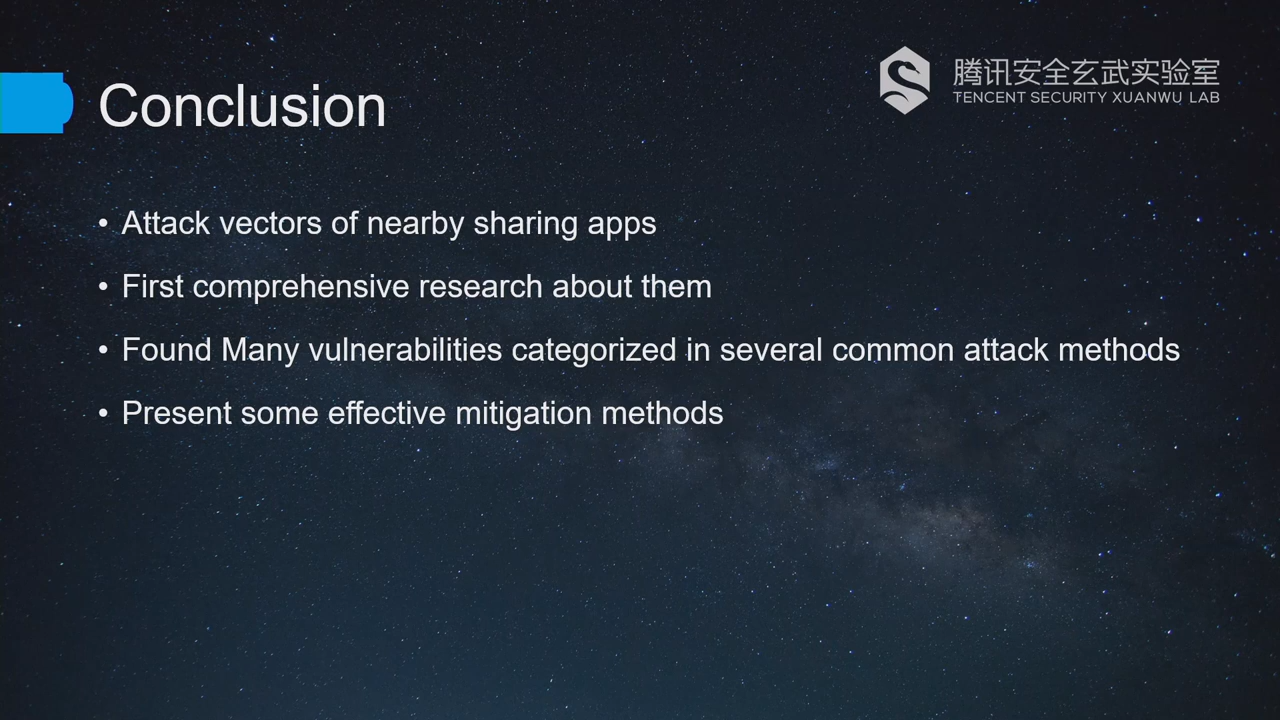 腾讯安全玄武实验室
TENCENT SECURITY XUANWU LAB
Conclusion
• Attack vectors of nearby sharing apps
• First comprehensive research about them
• Found Many vulnerabilities categorized in several common attack methods
• Present some effective mitigation methods